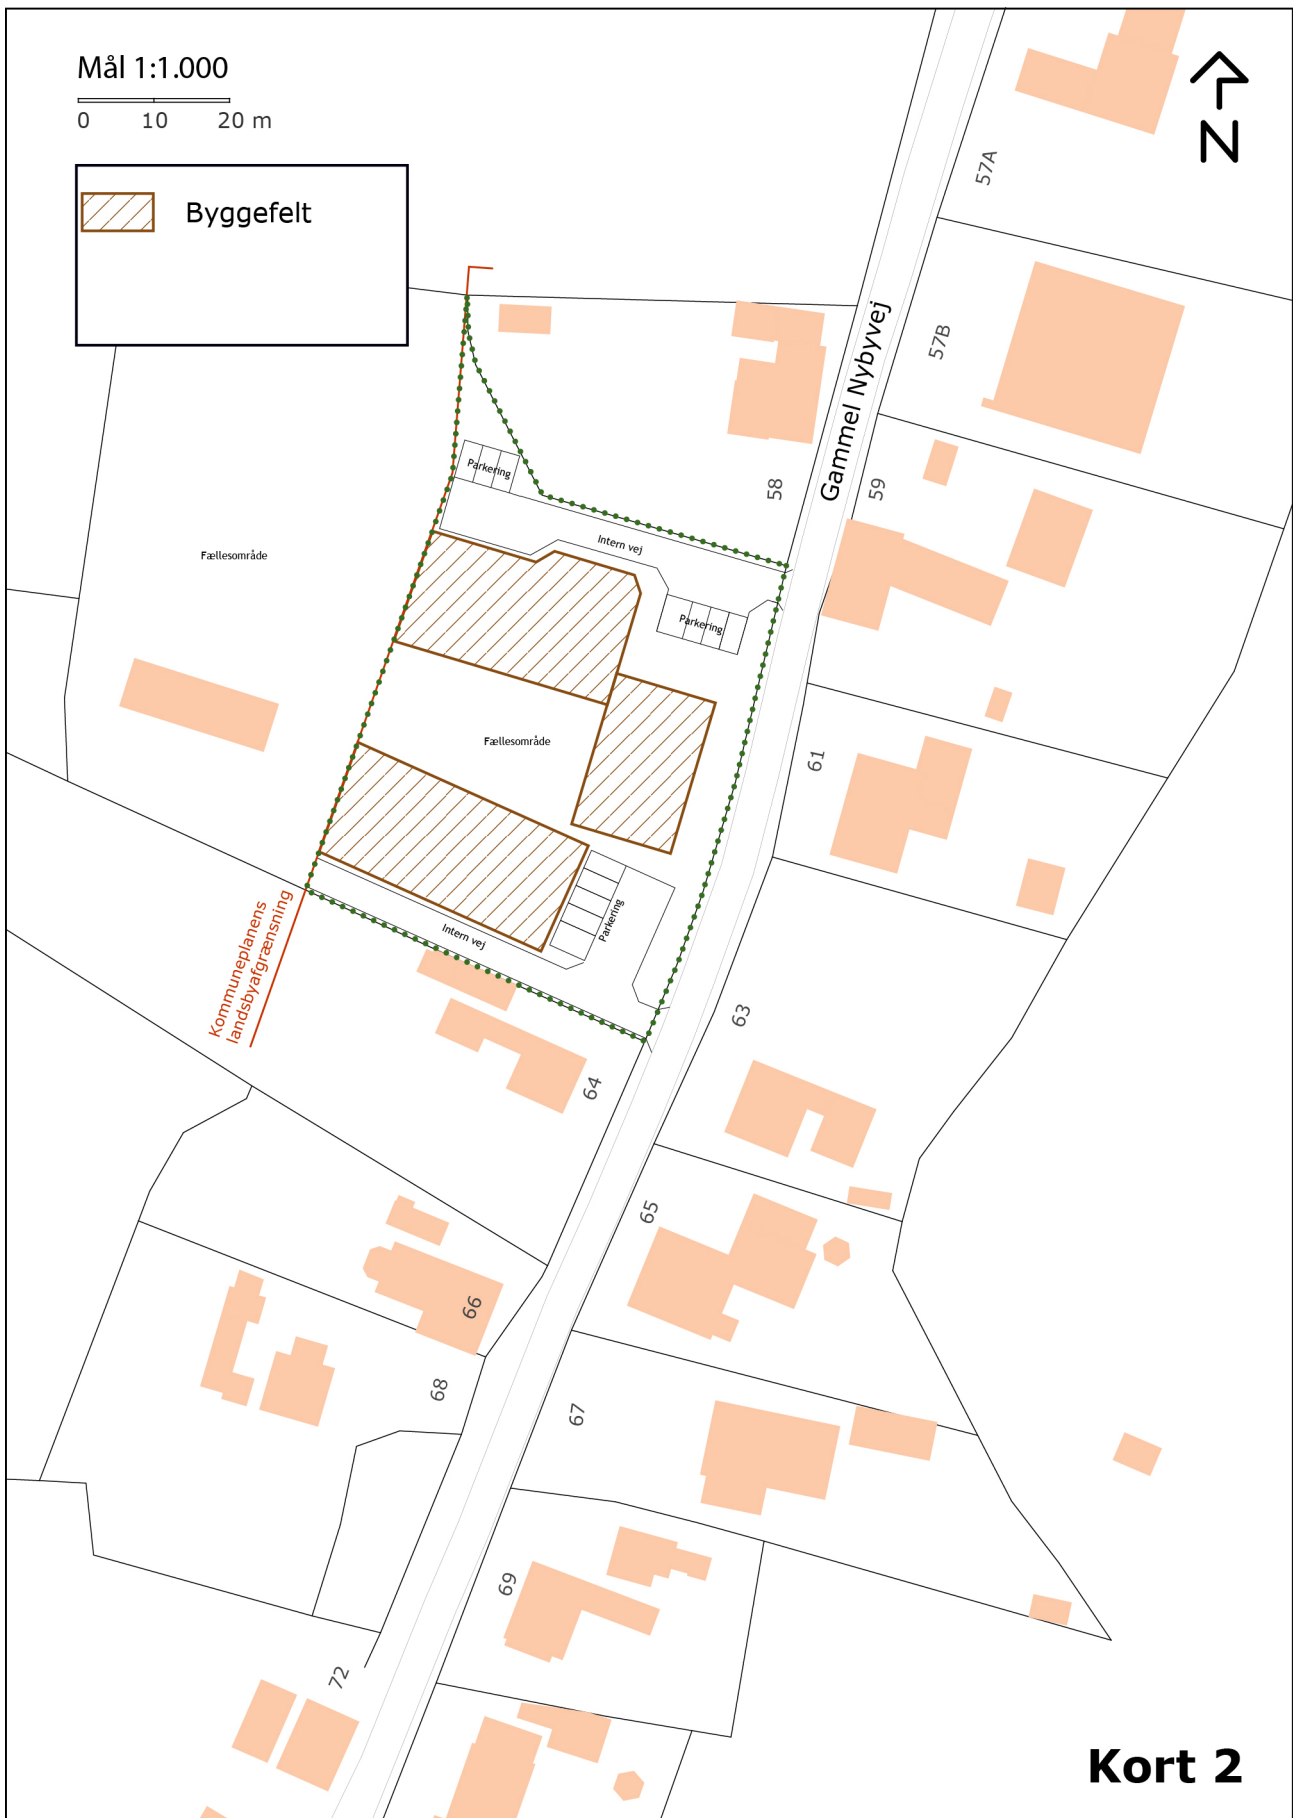 Mål 1:1.000
0 10 20 m
N
Byggefelt
57A
57B
Gammel Nybyvej
58
59
Parkering
Intern vej
Fællesområde
Parkering
Fællesområde
61
Parkering
Intern vej
Kommuneplanens
landsbyafgrænsning
63
64
65
66
68
67
69
72
Kort 2